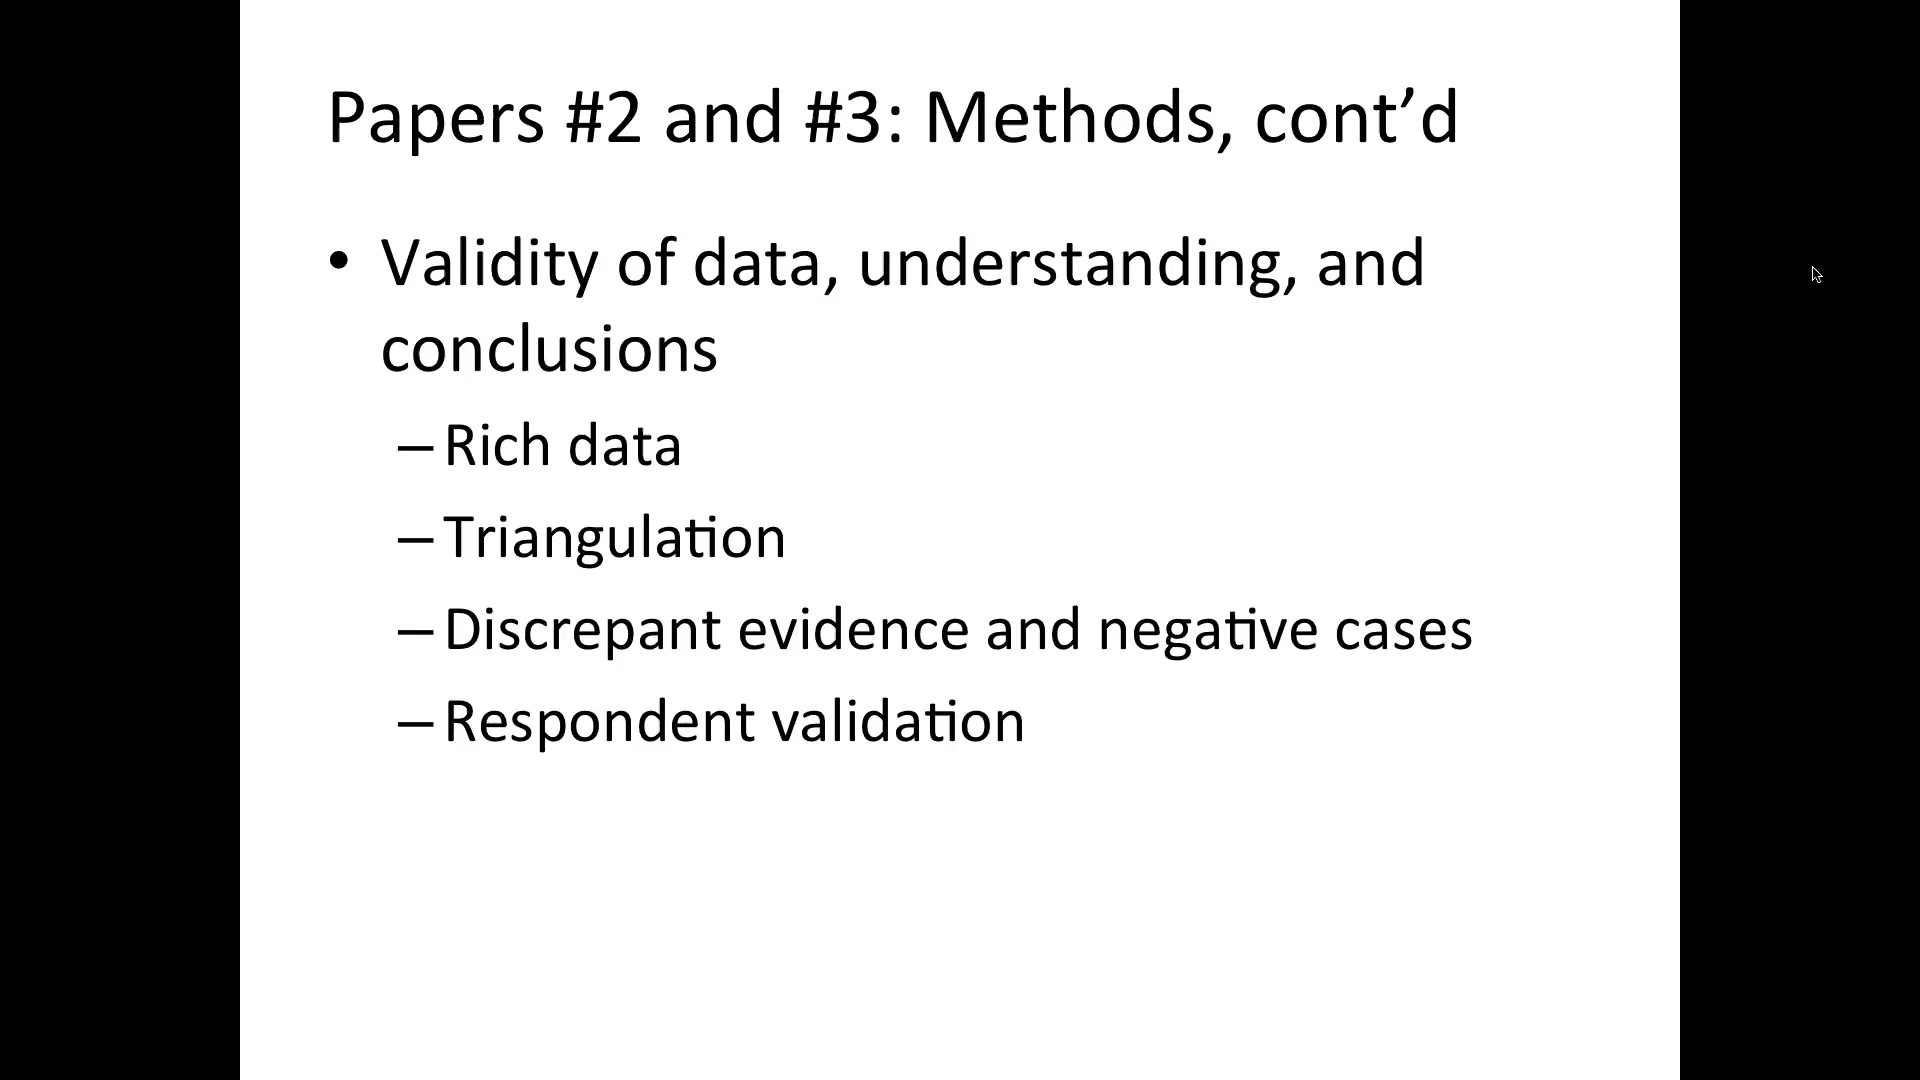 Papers #2 and #3: Methods, cont’d
• Validity of data, understanding, and
conclusions
– Rich data
– Triangulation
– Discrepant evidence and negative cases
– Respondent validation